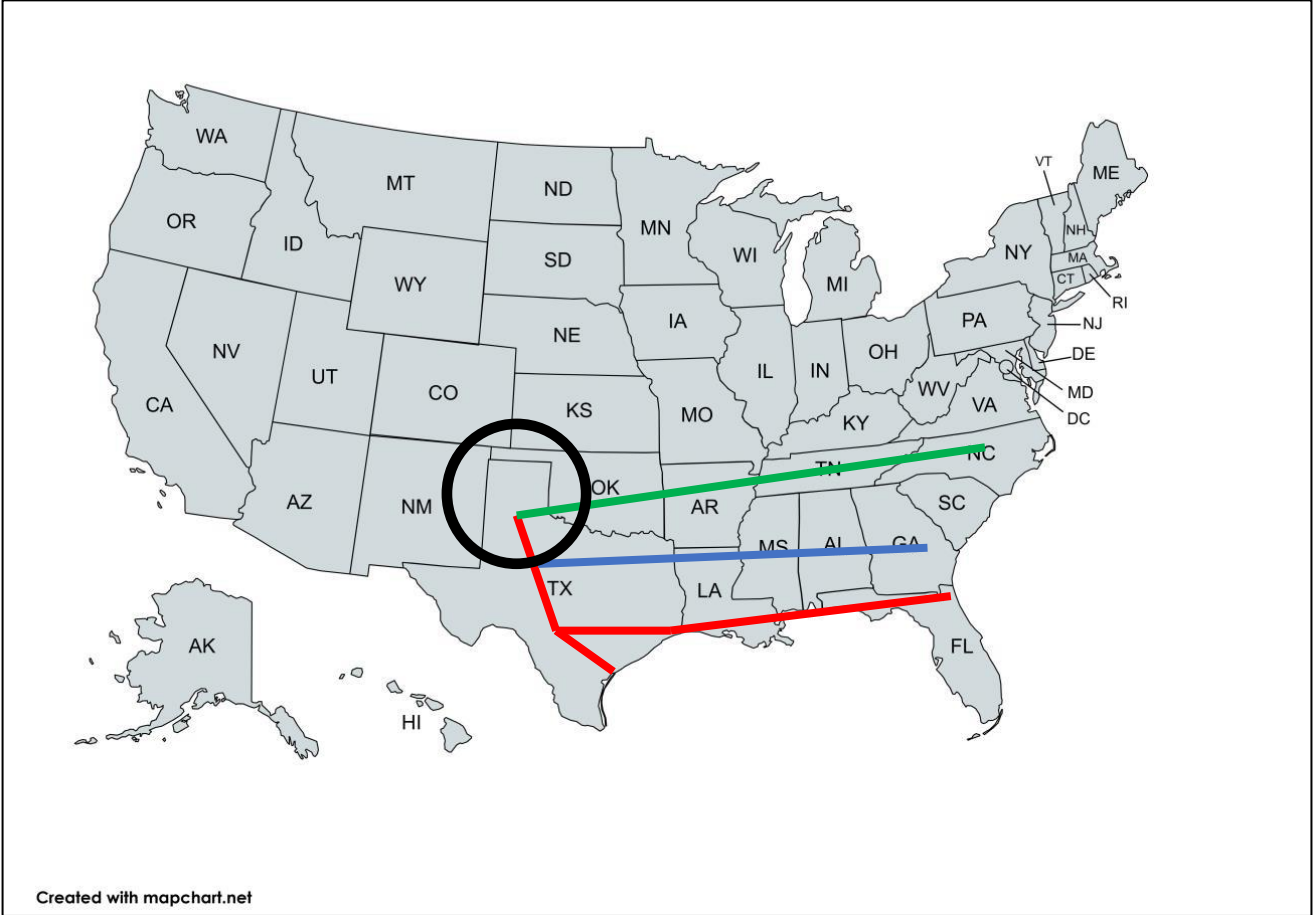 WA
MT
ND
MN
VT
ME
OR
ID
SD
WI
MI
NY
NH
MA
CT
RI
WY
NV
UT
CO
NE
IA
IL
IN
OH
PA
NJ
DE
MD
DC
CA
KS
MO
KY
WV
VA
AZ
NM
OK
AR
TN
NC
SC
TX
LA
MS
AL
GA
FL
AK
HI
Created with mapchart.net